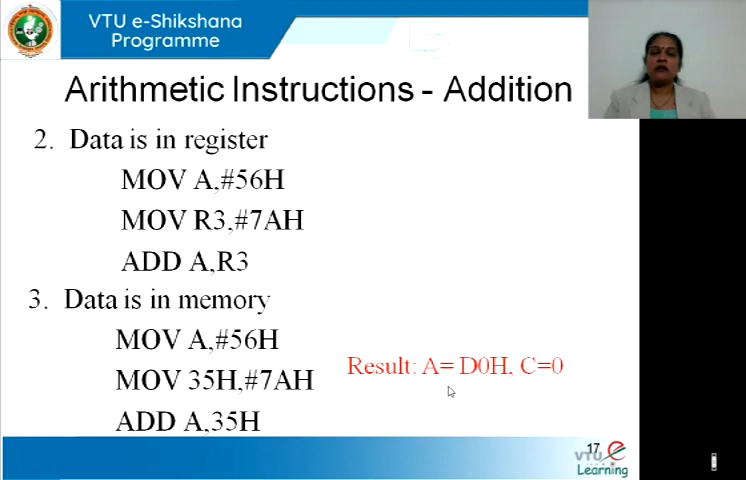 VTU e-Shikshana
Programme
Arithmetic Instructions - Addition
2. Data is in register
MOV A,#56H
MOV R3,#7AH
ADD A,R3
3. Data is in memory
MOV A,#56H
MOV 35H,#7AH
ADD A,35H
Result: A= D0H, C=0
17
VTU e
Learning